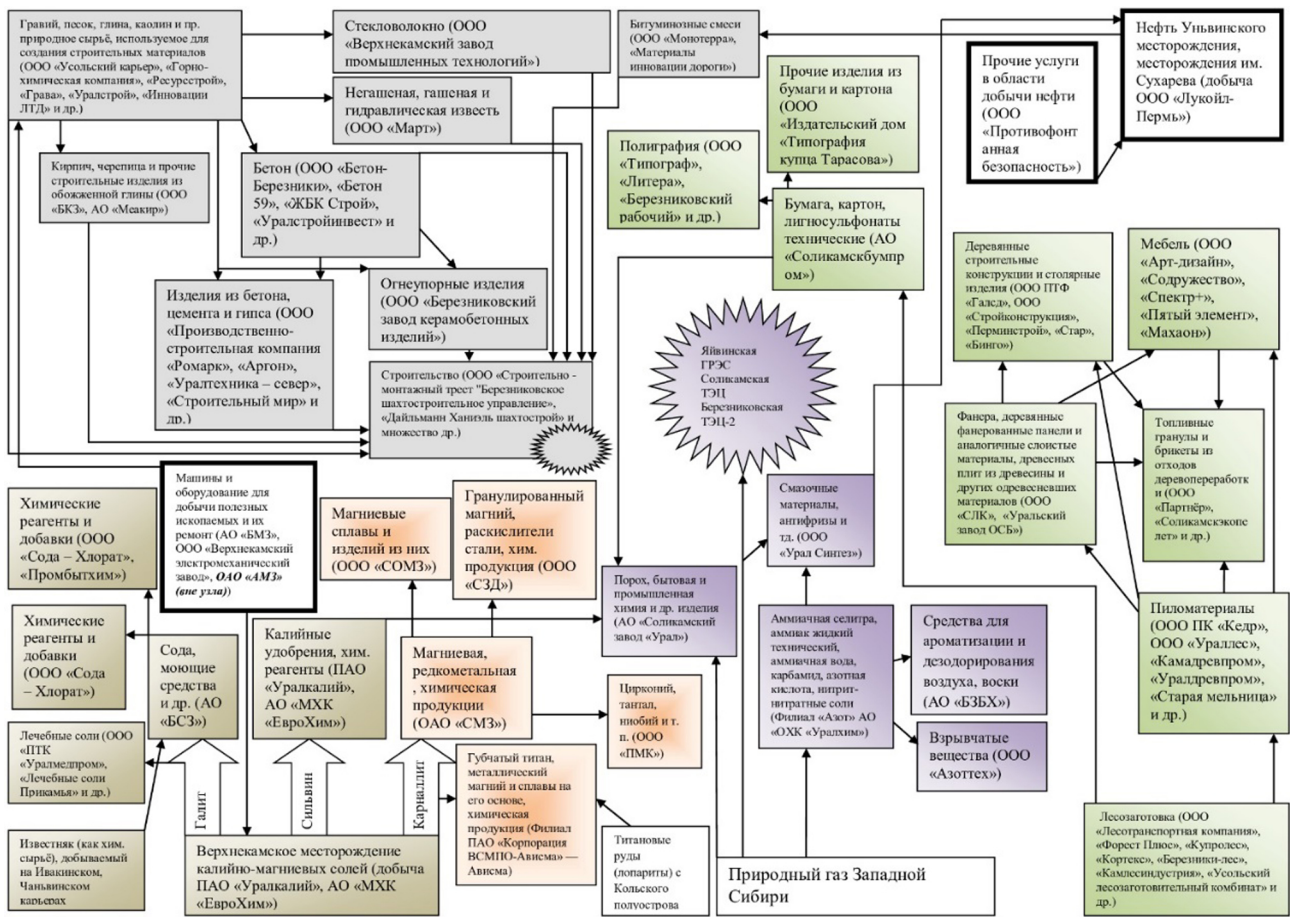 Гравий, песок, глина, каолин и пр.
природное сырьё, используемое для
создания строительных материалов
(ООО «Усольский карьер», «Горно-
химическая компания», «Ресурсстрой»,
«Грава», «Уралстрой», «Инновации
ЛТД» и др.)
Стекловолокно (ООО
«Верхнекамский завод
промышленных технологий»)
Негашеная, гашеная и
гидравлическая известь
(ООО «Март»)
Битуминозные смеси
(ООО «Монотерра»,
«Материалы
инновации дороги»)
Прочие изделия из
бумаги и картона
(ООО
«Издательский дом
«Типография
купца Тарасова»)
Прочие услуги
в области
добычи нефти
(ООО
«Противофонт
анная
безопасность»)
Нефть Уньвинского
месторождения,
месторождения им.
Сухарева (добыча
ООО «Лукойл-
Пермь»)
Кирпич, черепица и прочие
строительные изделия из
обожженной глины (ООО
«БКЗ», АО «Меакир»)
Бетон (ООО «Бетон-
Березники», «Бетон
59», «ЖБК Строй»,
«Уралстройинвест» и
др.)
Полиграфия (ООО
«Типограф»,
«Литера»,
«Березниковский
рабочий» и др.)
Бумага, картон,
лигносульфонаты
технические (АО
«Соликамскбумпр
ом»)
Изделия из бетона,
цемента и гипса (ООО
«Производственно-
строительная компания
«Ромарк», «Аргон»,
«Уралтехника – север»,
«Строительный мир» и
др.)
Огнеупорные изделия
(ООО «Березниковский
завод керамобетонных
изделий»)
Строительство (ООО «Строительно -
монтажный трест "Березниковское
шахтостроительное управление»,
«Дайльманн Ханиэль шахтострой» и
множество др.)
Яйвинская
ГРЭС
Соликамская
ТЭЦ
Березниковская
ТЭЦ-2
Деревянные
строительные
конструкции и столярные
изделия (ООО ПТФ
«Галсд», ООО
«Стройконструкция»,
«Перминстрой», «Стар»,
«Бинго»)
Мебель (ООО
«Арт-дизайн»,
«Содружество»,
«Спектр+»,
«Пятый элемент»,
«Махаон»)
Фанера, деревянные
фанерованные панели и
аналогичные слоистые
материалы, древесных
плит из древесины и
других одревесневших
материалов (ООО
«СЛК», «Уральский
завод ОСБ»)
Топливные
гранулы и
брикеты из
отходов
деревопереработк
и (ООО
«Партнёр»,
«Соликамскэкопе
лет» и др.)
Химические
реагенты и
добавки (ООО
«Сода – Хлорат»,
«Промбытхим»)
Машины и
оборудование для
добычи полезных
ископаемых и их
ремонт (АО «БМЗ»,
ООО «Верхнекамский
электромеханический
завод», ОАО «АМЗ»
(вне узла))
Магниевые
сплавы и
изделий из них
(ООО «СОМЗ»)
Гранулированный
магний,
раскислители
стали, хим.
продукция (ООО
«СЗД»)
Смазочные
материалы,
антифризы и
тд. (ООО
«Урал Синтез»)
Порох, бытовая и
промышленная
химия и др. изделия
(АО «Соликамский
завод «Урал»)
Химические
реагенты и
добавки
(ООО «Сода
– Хлорат»)
Сода,
моющие
средства
и др. (АО
«БСЗ»)
Калийные
удобрения, хим.
реагенты (ПАО
«Уралкалий»,
АО «МХК
«ЕвроХим»)
Магниевая,
редкометальная
, химическая
продукции
(ОАО «СМЗ»)
Цирконий,
тантал,
ниобий и т.
п. (ООО
«ПМК»)
Аммиачная селитра,
аммиак жидкий
технический,
аммиачная вода,
карбамид, азотная
кислота, нитрит-
нитратные соли
(Филиал «Азот» АО
«ОХК «Уралхим»)
Средства для
ароматизации и
дезодорирования
воздуха, воски
(АО «БЗБХ»)
Взрывчатые
вещества (ООО
«Азоттех»)
Пиломатериалы
(ООО ПК «Кедр»,
ООО «Ураллес»,
«Камадревпром»,
«Уралдревпром»,
«Старая мельница»
и др.)
Лечебные соли (ООО
«ПТК
«Уралмедпром»,
«Лечебные соли
Прикамья» и др.)
Галит
Сильвин
Карналлит
Губчатый титан,
металлический
магний и сплавы на
его основе,
химическая
продукция (Филиал
ПАО «Корпорация
ВСМПО-Ависма» —
Ависма)
Известняк (как хим.
сырьё), добываемый
на Ивакинском,
Чаньвинском
карьерах
Верхнекамское месторождение
калийно-магниевых солей (добыча
ПАО «Уралкалий», АО «МХК
«ЕвроХим»)
Титановые
руды
(лопариты) с
Кольского
полуострова
Природный газ Западной
Сибири
Лесозаготовка (ООО
«Лесотранспортная компания»,
«Форест Плюс», «Купролес»,
«Кортекс», «Березники-лес»,
«Камлессиндустрия», «Усольский
лесозаготовительный комбинат» и
др.)